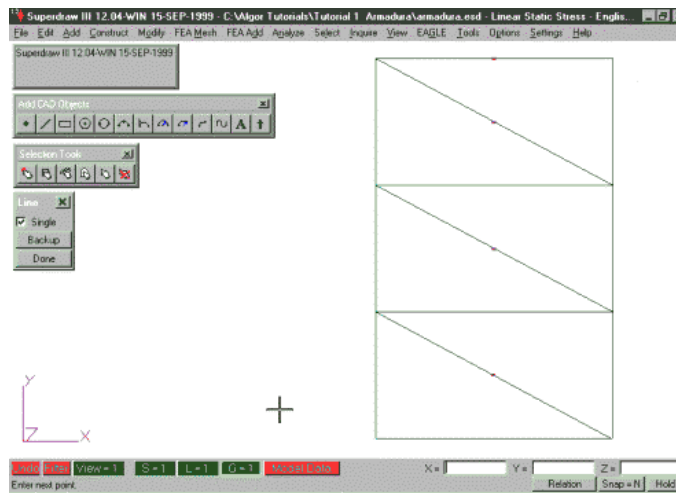 Superdraw III 12.04-WIN 15-SEP-1999 - C:\Algor Tutorials\Tutorial 1 Armadura\armadura.esd - Linear Static Stress - Englis...
File Edit Add Construct Modify FEA Mesh FEA Add Analyze Select Inquire View EAGLE Tools Options Settings Help
Superdraw III 12.04-WIN 15-SEP-1999
Add CAD Objects
A
Selection Tools
Line
Single
Backup
Done
Y
Z X
Undo Enter View = 1 S = 1 L = 1 G = 1 Model Data X = Y = Z =
Enter next point. Relation Snap = N Hold